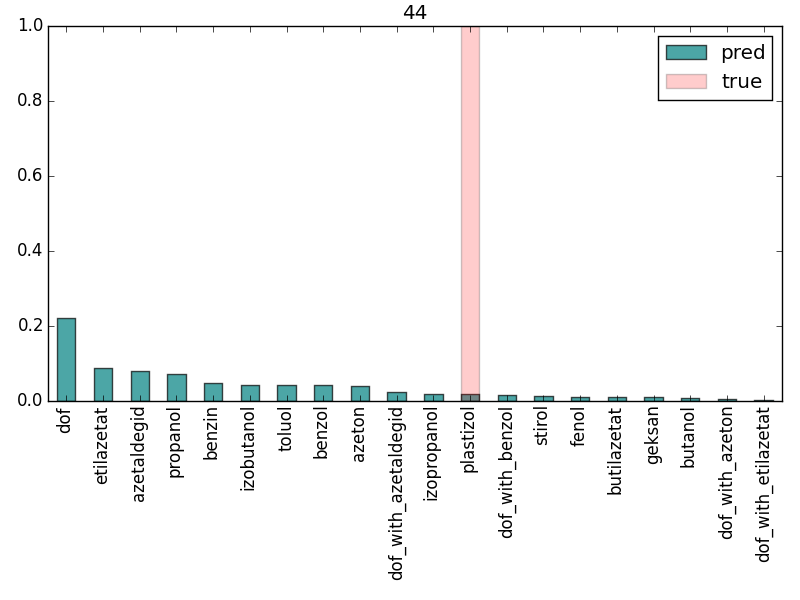 44
1.0
0.8
0.6
0.4
0.2
0.0
pred
true
dof
etilazetat
azetaldegid
propanol
benzin
izobutanol
toluol
benzol
azeton
dof_with_azetaldegid
izopropanol
plastizol
dof_with_benzol
stirol
fenol
butilazetat
geksan
butanol
dof_with_azeton
dof_with_etilazetat